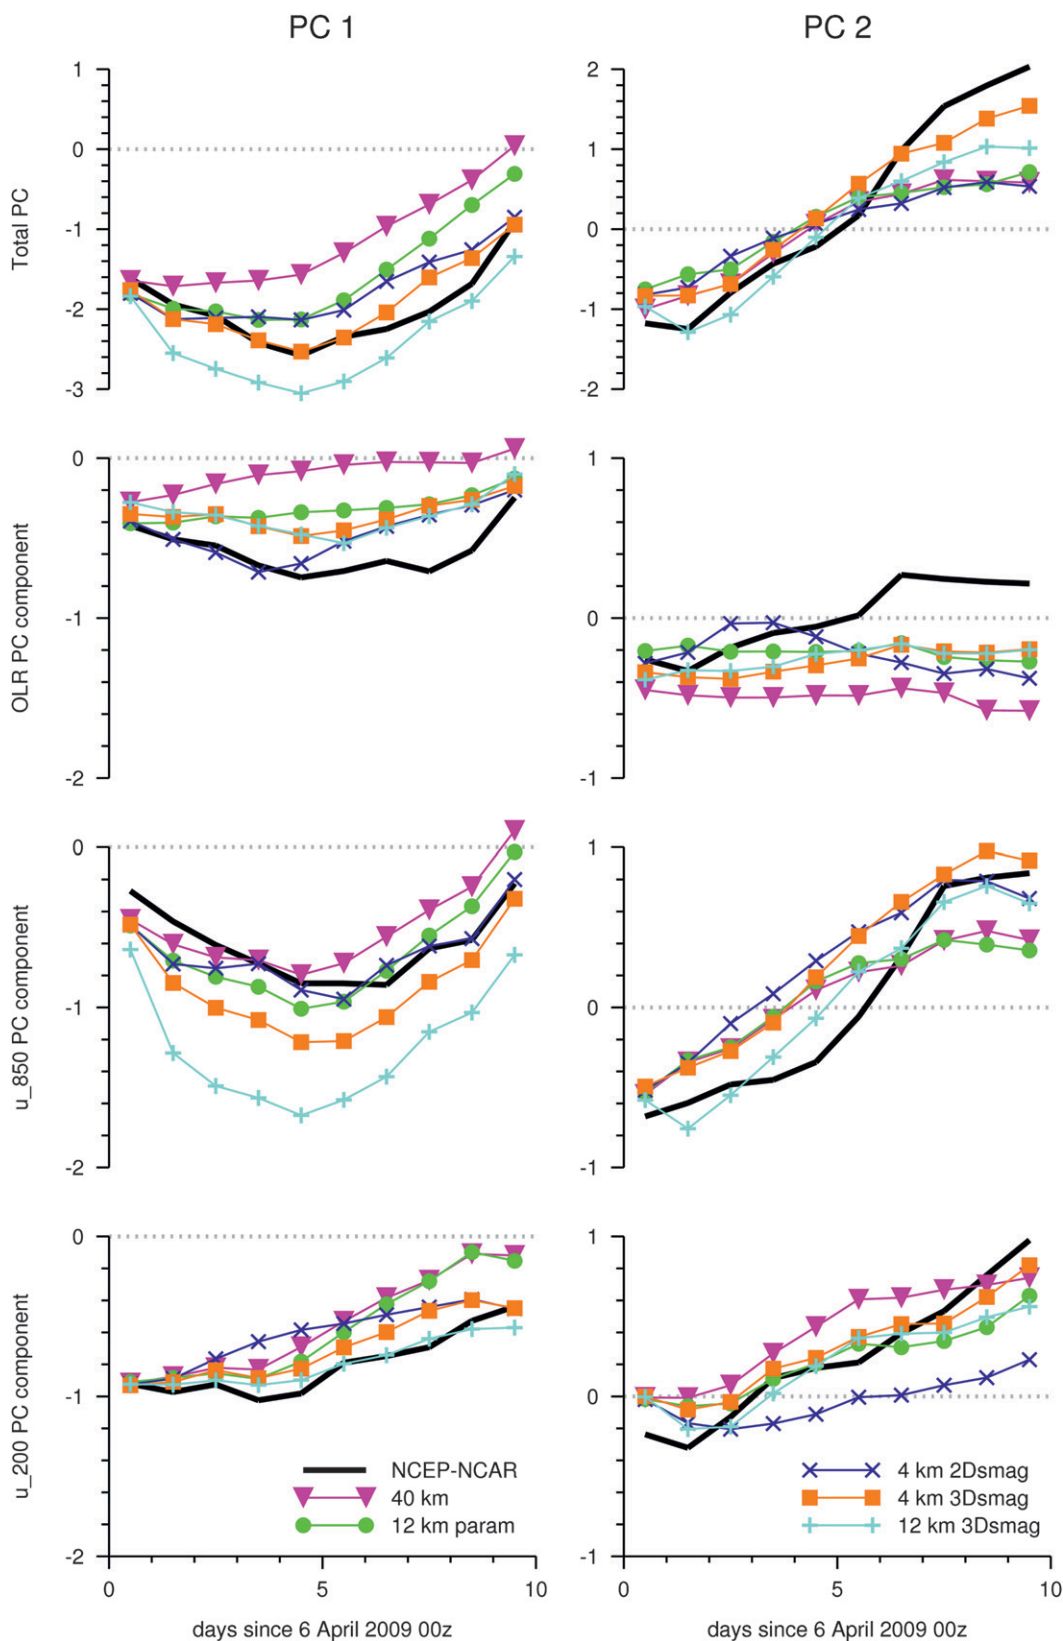 PC 1
PC 2
Total PC
1
0
-1
-2
-3
2
1
0
-1
-2
OLR PC component
0
-1
-2
1
0
-1
u_850 PC component
0
-1
-2
1
0
-1
u_200 PC component
0
-1
-2
1
0
-1
NCEP-NCAR
40 km
12 km param
4 km 2Dsmag
4 km 3Dsmag
12 km 3Dsmag
0 5 10
0 5 10
days since 6 April 2009 00z
days since 6 April 2009 00z